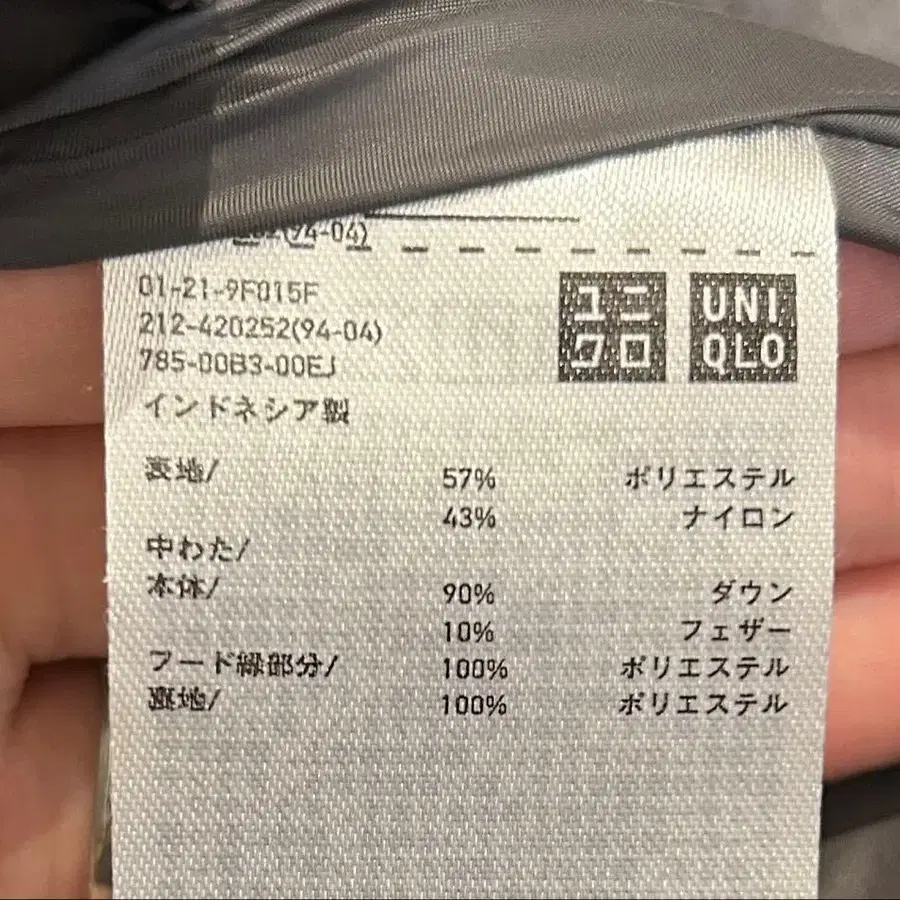 (94-04)
01-21-9F015F
212-420252(94-04)
785-00B3-00EJ
インドネシア製
ユニクロ
UNIQLO
表地/ 57% ポリエステル
43% ナイロン
中わた/
本体/ 90% ダウン
10% フェザー
フード縁部分/ 100% ポリエステル
裏地/ 100% ポリエステル